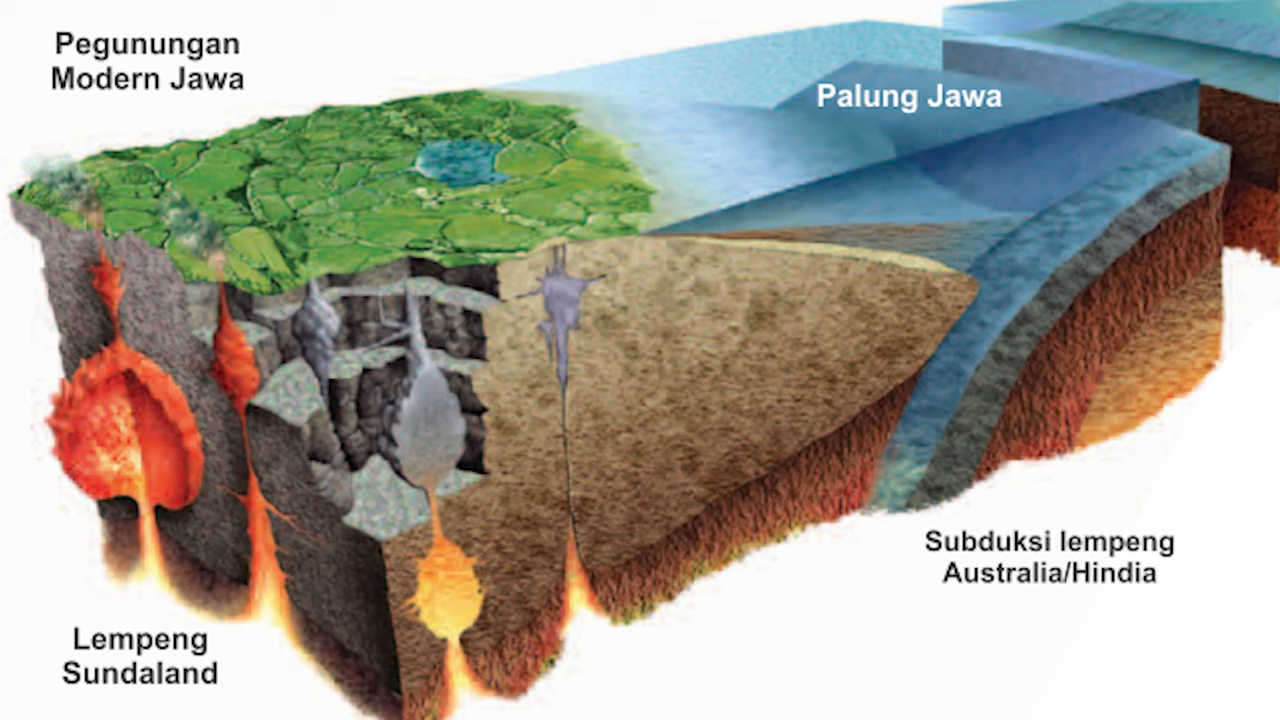 Pegunungan
Modern Jawa
Palung Jawa
Subduksi lempeng
Australia/Hindia
Lempeng
Sundaland